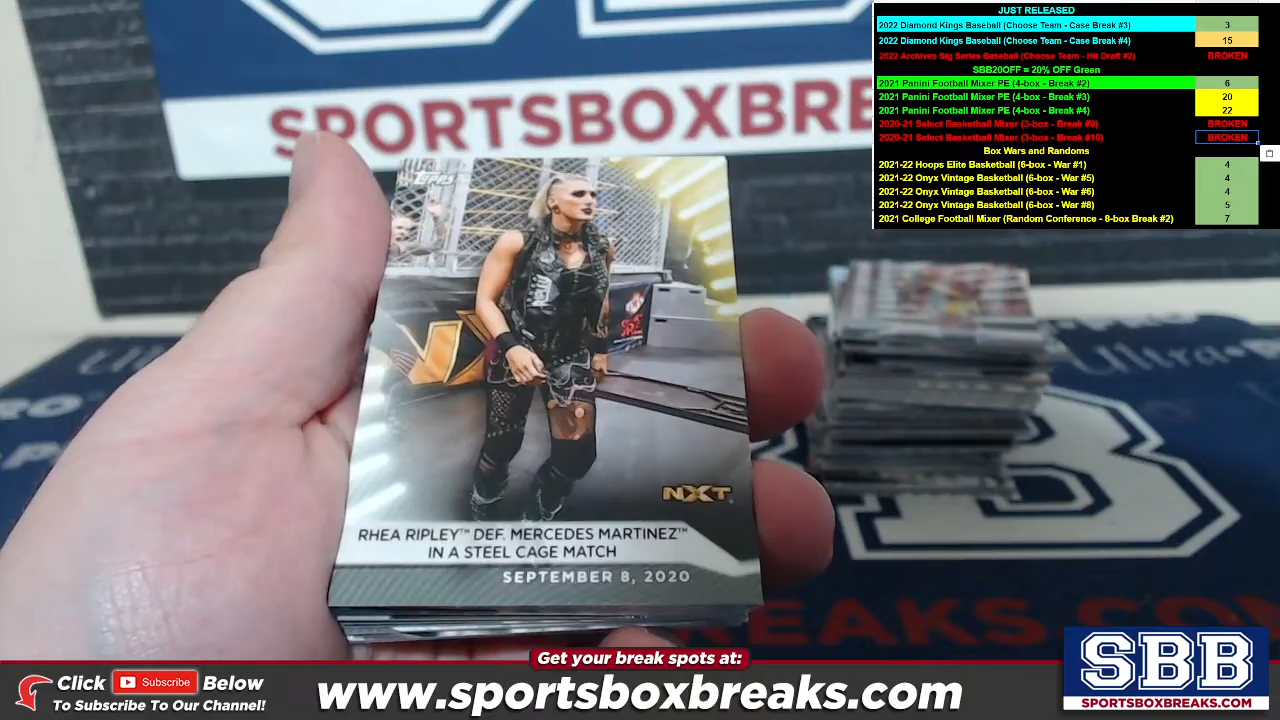 JUST RELEASED
2022 Diamond Kings Baseball (Choose Team - Case Break #3) 3
2022 Diamond Kings Baseball (Choose Team - Case Break #4) 15
2022 Archives Sig Series Baseball (Choose Team - Hit Draft #2) BROKEN
SBB20OFF = 20% OFF Green
2021 Panini Football Mixer PE (4-box - Break #2) 6
2021 Panini Football Mixer PE (4-box - Break #3) 20
2021 Panini Football Mixer PE (4-box - Break #4) 22
2020-21 Select Basketball Mixer (3-box - Break #9) BROKEN
2020-21 Select Basketball Mixer (3-box - Break #10) BROKEN
Box Wars and Randoms
2021-22 Hoops Elite Basketball (6-box - War #1) 4
2021-22 Onyx Vintage Basketball (6-box - War #5) 4
2021-22 Onyx Vintage Basketball (6-box - War #6) 4
2021-22 Onyx Vintage Basketball (6-box - War #8) 5
2021 College Football Mixer (Random Conference - 8-box Break #2) 7
SPORTSBOXBRE
Topps
NXT
RHEA RIPLEY™ DEF. MERCEDES MARTINEZ™
IN A STEEL CAGE MATCH
SEPTEMBER 8, 2020
Ultra
PRO
Ultra
B
EAKS.CO
Get your break spots at:
Click Subscribe Below
To Subscribe To Our Channel!
www.sportsboxbreaks.com
SBB
SPORTSBOXBREAKS.COM